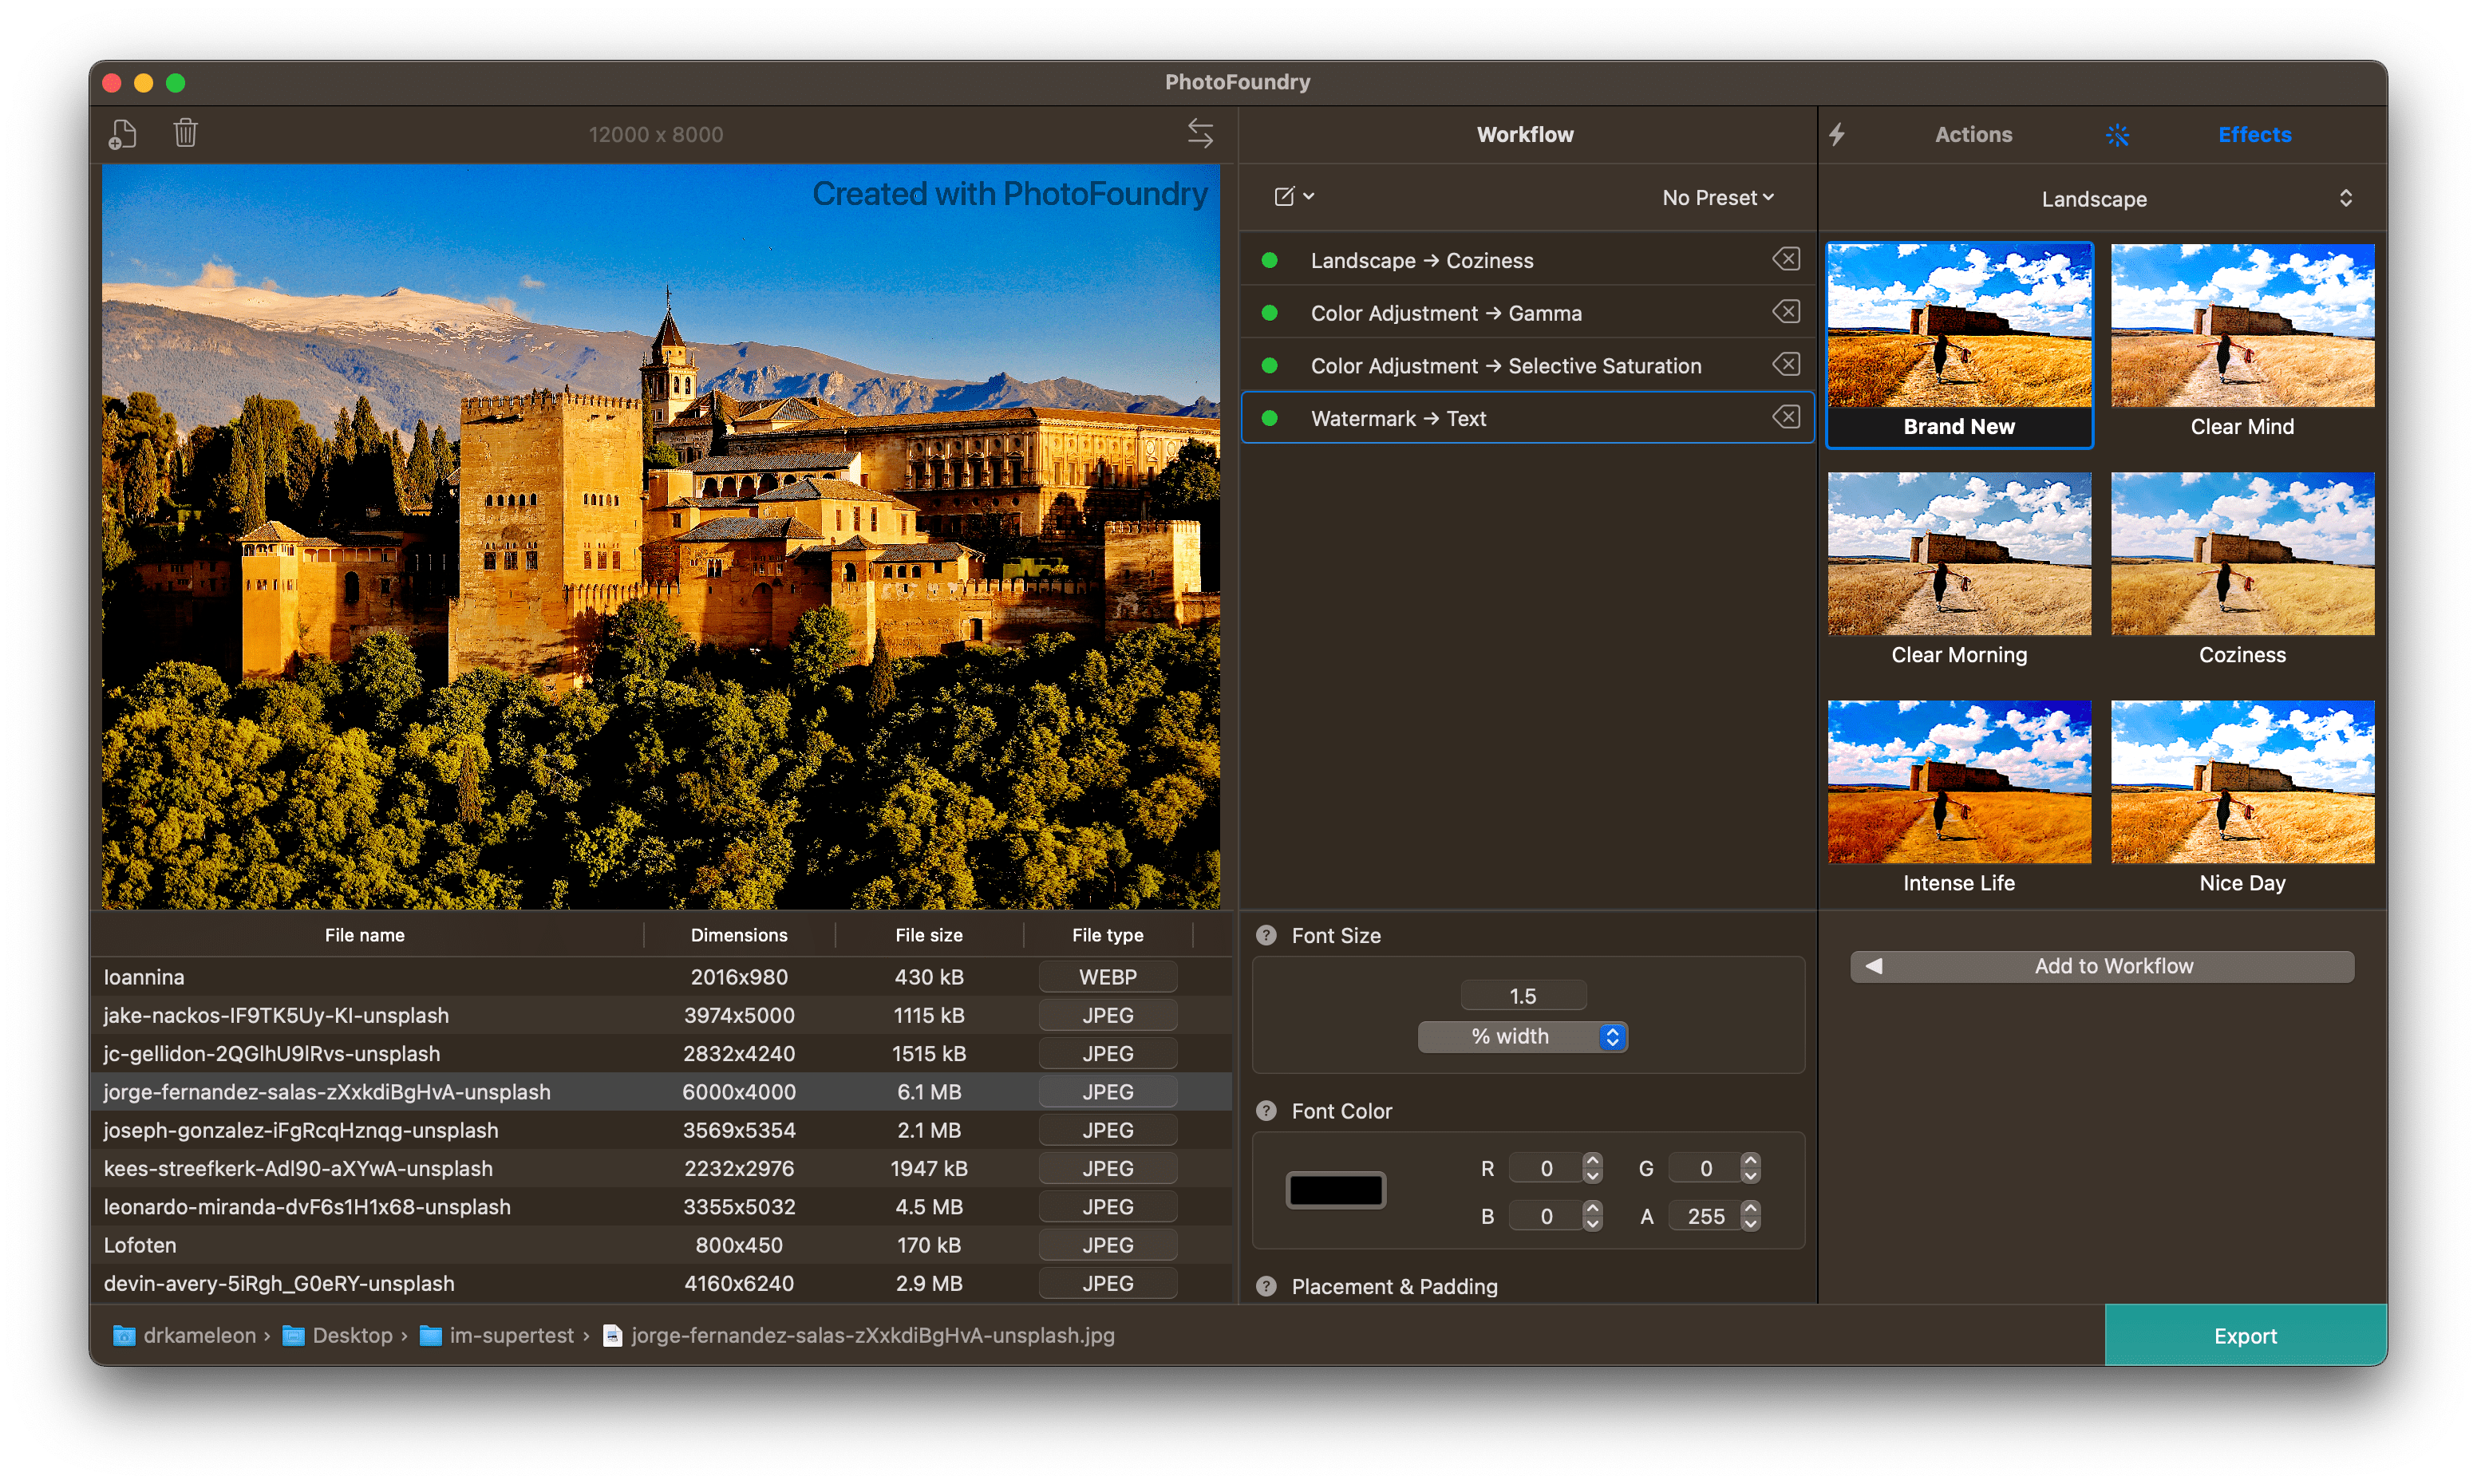 PhotoFoundry
12000 x 8000
Workflow
Actions
Effects
Created with PhotoFoundry
No Preset
Landscape
Landscape → Coziness
Color Adjustment → Gamma
Color Adjustment → Selective Saturation
Watermark → Text
Brand New
Clear Mind
Clear Morning
Coziness
Intense Life
Nice Day
File name Dimensions File size File type
Ioannina 2016x980 430 kB WEBP
jake-nackos-IF9TK5Uy-KI-unsplash 3974x5000 1115 kB JPEG
jc-gellidon-2QGlhU9lRvs-unsplash 2832x4240 1515 kB JPEG
jorge-fernandez-salas-zXxkdiBgHvA-unsplash 6000x4000 6.1 MB JPEG
joseph-gonzalez-iFgRcqHznqg-unsplash 3569x5354 2.1 MB JPEG
kees-streefkerk-Adl90-aXYwA-unsplash 2232x2976 1947 kB JPEG
leonardo-miranda-dvF6s1H1x68-unsplash 3355x5032 4.5 MB JPEG
Lofoten 800x450 170 kB JPEG
devin-avery-5iRgh_G0eRY-unsplash 4160x6240 2.9 MB JPEG
? Font Size
1.5
% width
? Font Color
R 0 G 0
B 0 A 255
? Placement & Padding
Add to Workflow
drkameleon › Desktop › im-supertest › jorge-fernandez-salas-zXxkdiBgHvA-unsplash.jpg
Export